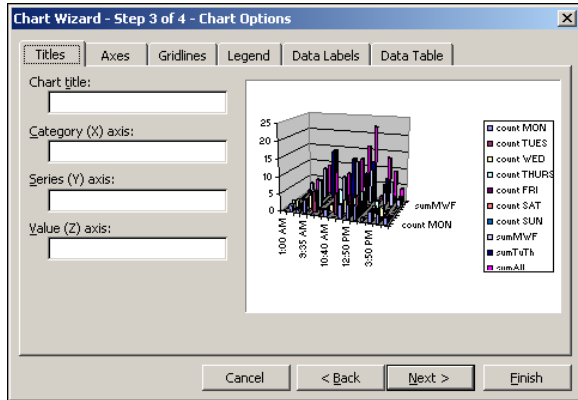 Chart Wizard - Step 3 of 4 - Chart Options
Titles Axes Gridlines Legend Data Labels Data Table
Chart title:
Category (X) axis:
Series (Y) axis:
Value (Z) axis:
25
20
15
10
5
0
1:00 AM
9:35 AM
10:40 AM
12:50 PM
3:50 PM
sumMWF
count MON
count MON
count TUES
count WED
count THURS
count FRI
count SAT
count SUN
sumMWF
sumTuTh
sumAll
Cancel < Back Next > Finish